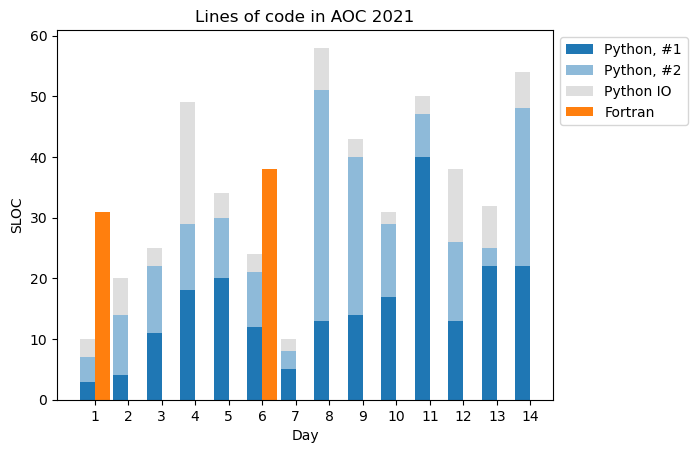 Lines of code in AOC 2021
60
50
40
30
20
10
0
SLOC
1 2 3 4 5 6 7 8 9 10 11 12 13 14
Day
Python, #1
Python, #2
Python IO
Fortran